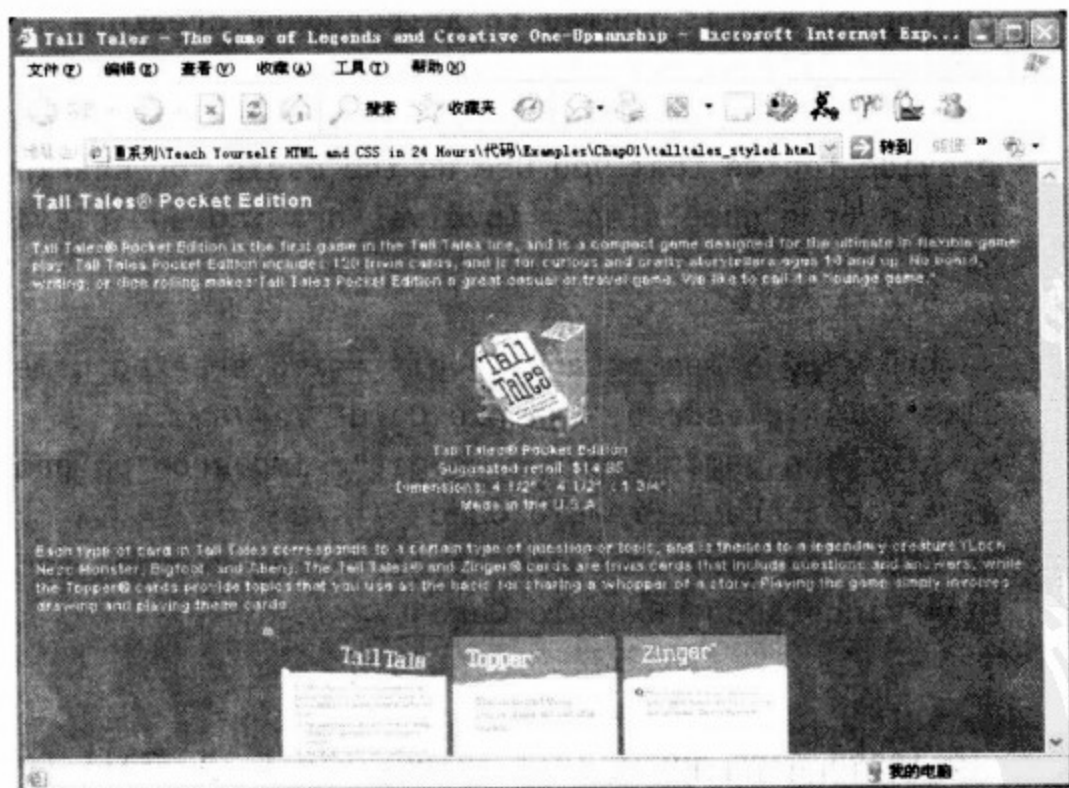 Tall Tales - The Game of Legends and Creative One-Upmanship - Microsoft Internet Exp...
文件(F) 编辑(E) 查看(V) 收藏(A) 工具(T) 帮助(H)
搜索 收藏夹
重系列\Teach Yourself HTML and CSS in 24 Hours\代码\Examples\Chap01\talltales_styled.html 转到 »
Tall Tales® Pocket Edition
Tall Tales® Pocket Edition is the first game in the Tall Tales line, and is a compact game designed for the ultimate in flexible game
play. Tall Tales Pocket Edition includes 120 trivia cards, and is for curious and crafty storytellers ages 10 and up. No board,
writing, or dice rolling makes Tall Tales Pocket Edition a great casual or travel game. We like to call it a "lounge game."
Tall Tales
Tall Tales® Pocket Edition
Suggested retail: $14.95
Dimensions: 4 1/2" 4 1/2" 1 3/4"
Made in the U.S.A.
Each type of card in Tall Tales corresponds to a certain type of question or topic, and is themed to a legendary creature (Loch
Ness Monster, Bigfoot, and Alien). The Tall Tales® and Zinger® cards are trivia cards that include questions and answers, while
the Topper® cards provide topics that you use as the basis for sharing a whopper of a story. Playing the game simply involves
drawing and playing these cards.
Tall Tale™ Topper™ Zinger™
我的电脑